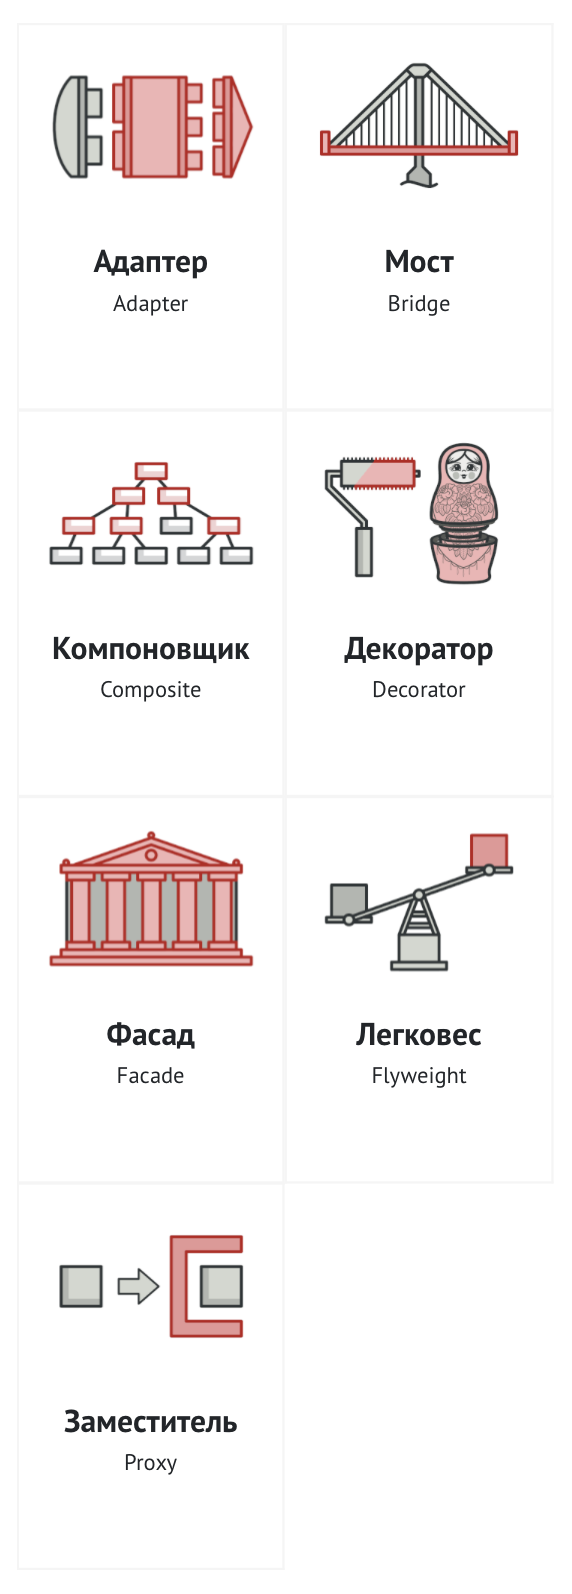 Адаптер
Adapter
Мост
Bridge
Компоновщик
Composite
Декоратор
Decorator
Фасад
Facade
Легковес
Flyweight
Заместитель
Proxy